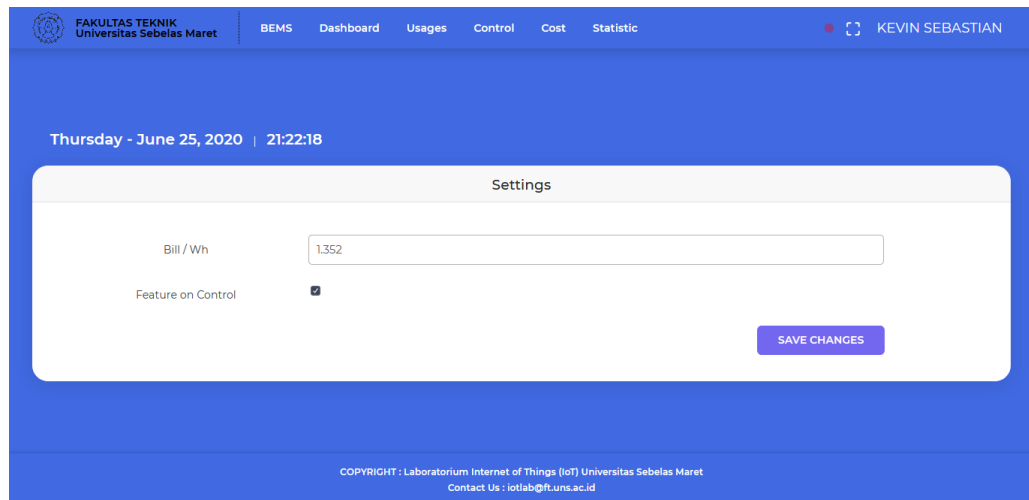 FAKULTAS TEKNIK
Universitas Sebelas Maret
BEMS Dashboard Usages Control Cost Statistic
KEVIN SEBASTIAN
Thursday - June 25, 2020 | 21:22:18
Settings
Bill / Wh 1.352
Feature on Control
SAVE CHANGES
COPYRIGHT : Laboratorium Internet of Things (IoT) Universitas Sebelas Maret
Contact Us : iotlab@ft.uns.ac.id